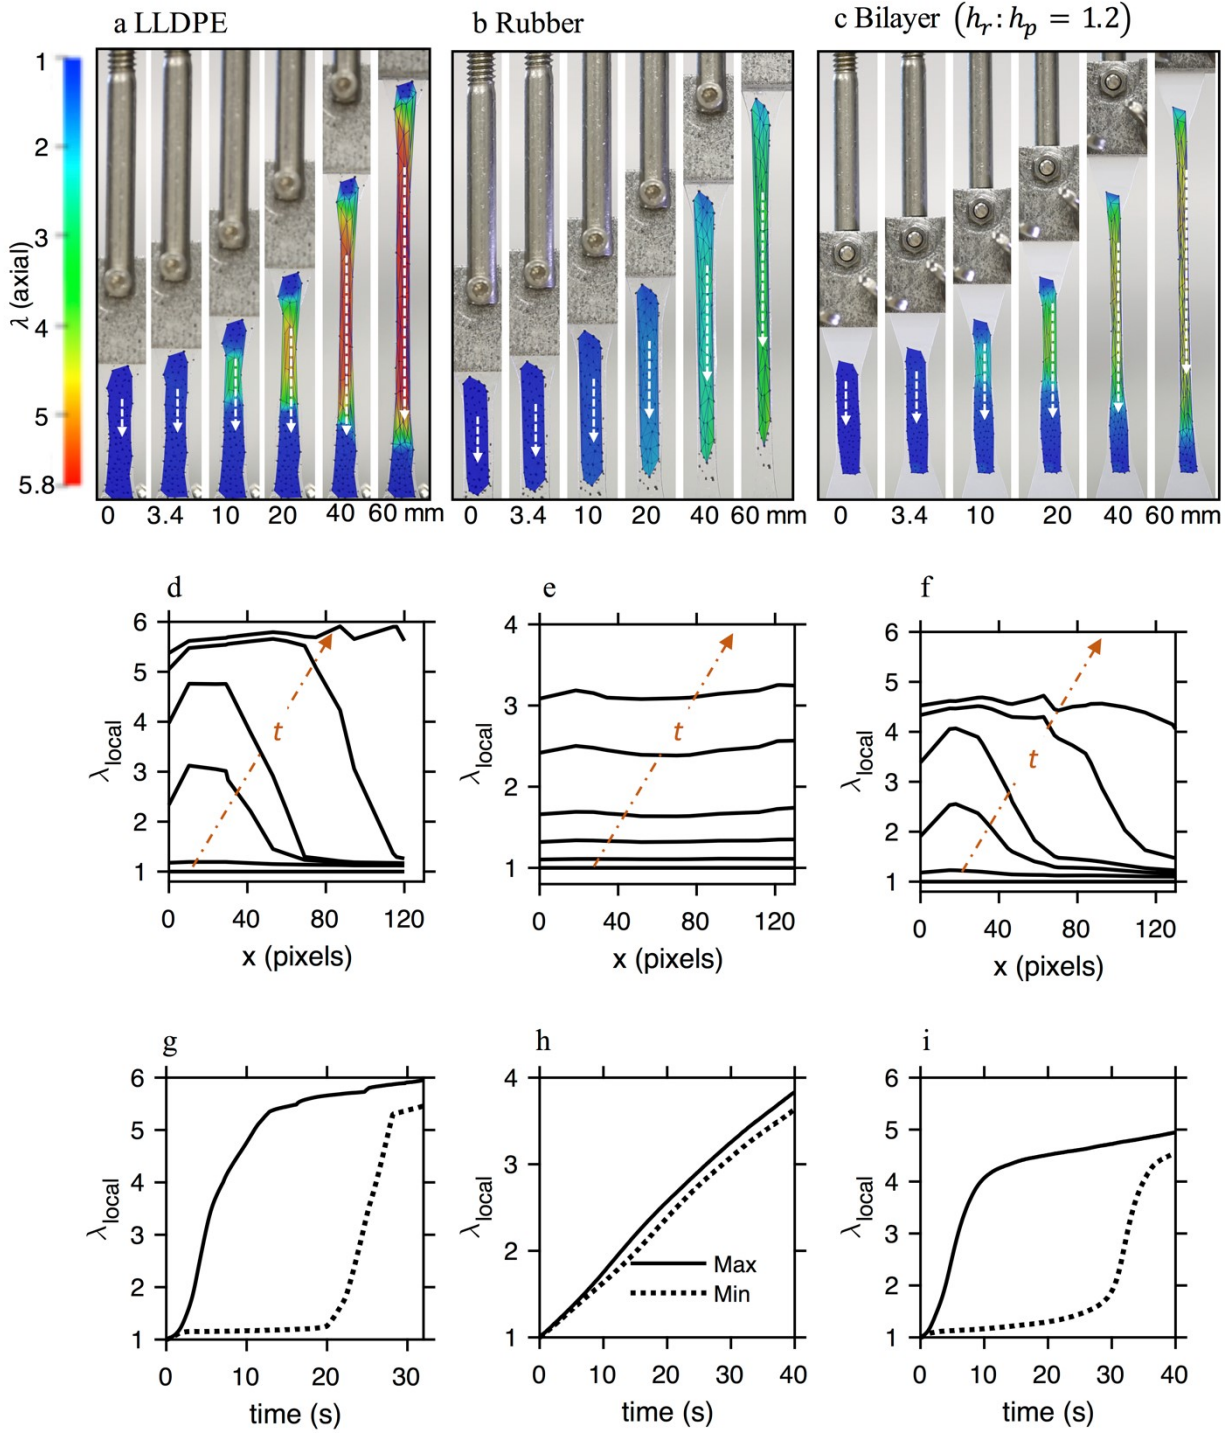 a LLDPE
b Rubber
c Bilayer (h_r : h_p = 1.2)
1
2
3
4
5
5.8
λ (axial)
0 3.4 10 20 40 60 mm
0 3.4 10 20 40 60 mm
0 3.4 10 20 40 60 mm
d
6
5
4
3
2
1
λlocal
t
0 40 80 120
x (pixels)
e
4
3
2
1
λlocal
t
0 40 80 120
x (pixels)
f
6
5
4
3
2
1
λlocal
t
0 40 80 120
x (pixels)
g
6
5
4
3
2
1
λlocal
0 10 20 30
time (s)
h
4
3
2
1
λlocal
Max
Min
0 10 20 30 40
time (s)
i
6
5
4
3
2
1
λlocal
0 10 20 30 40
time (s)